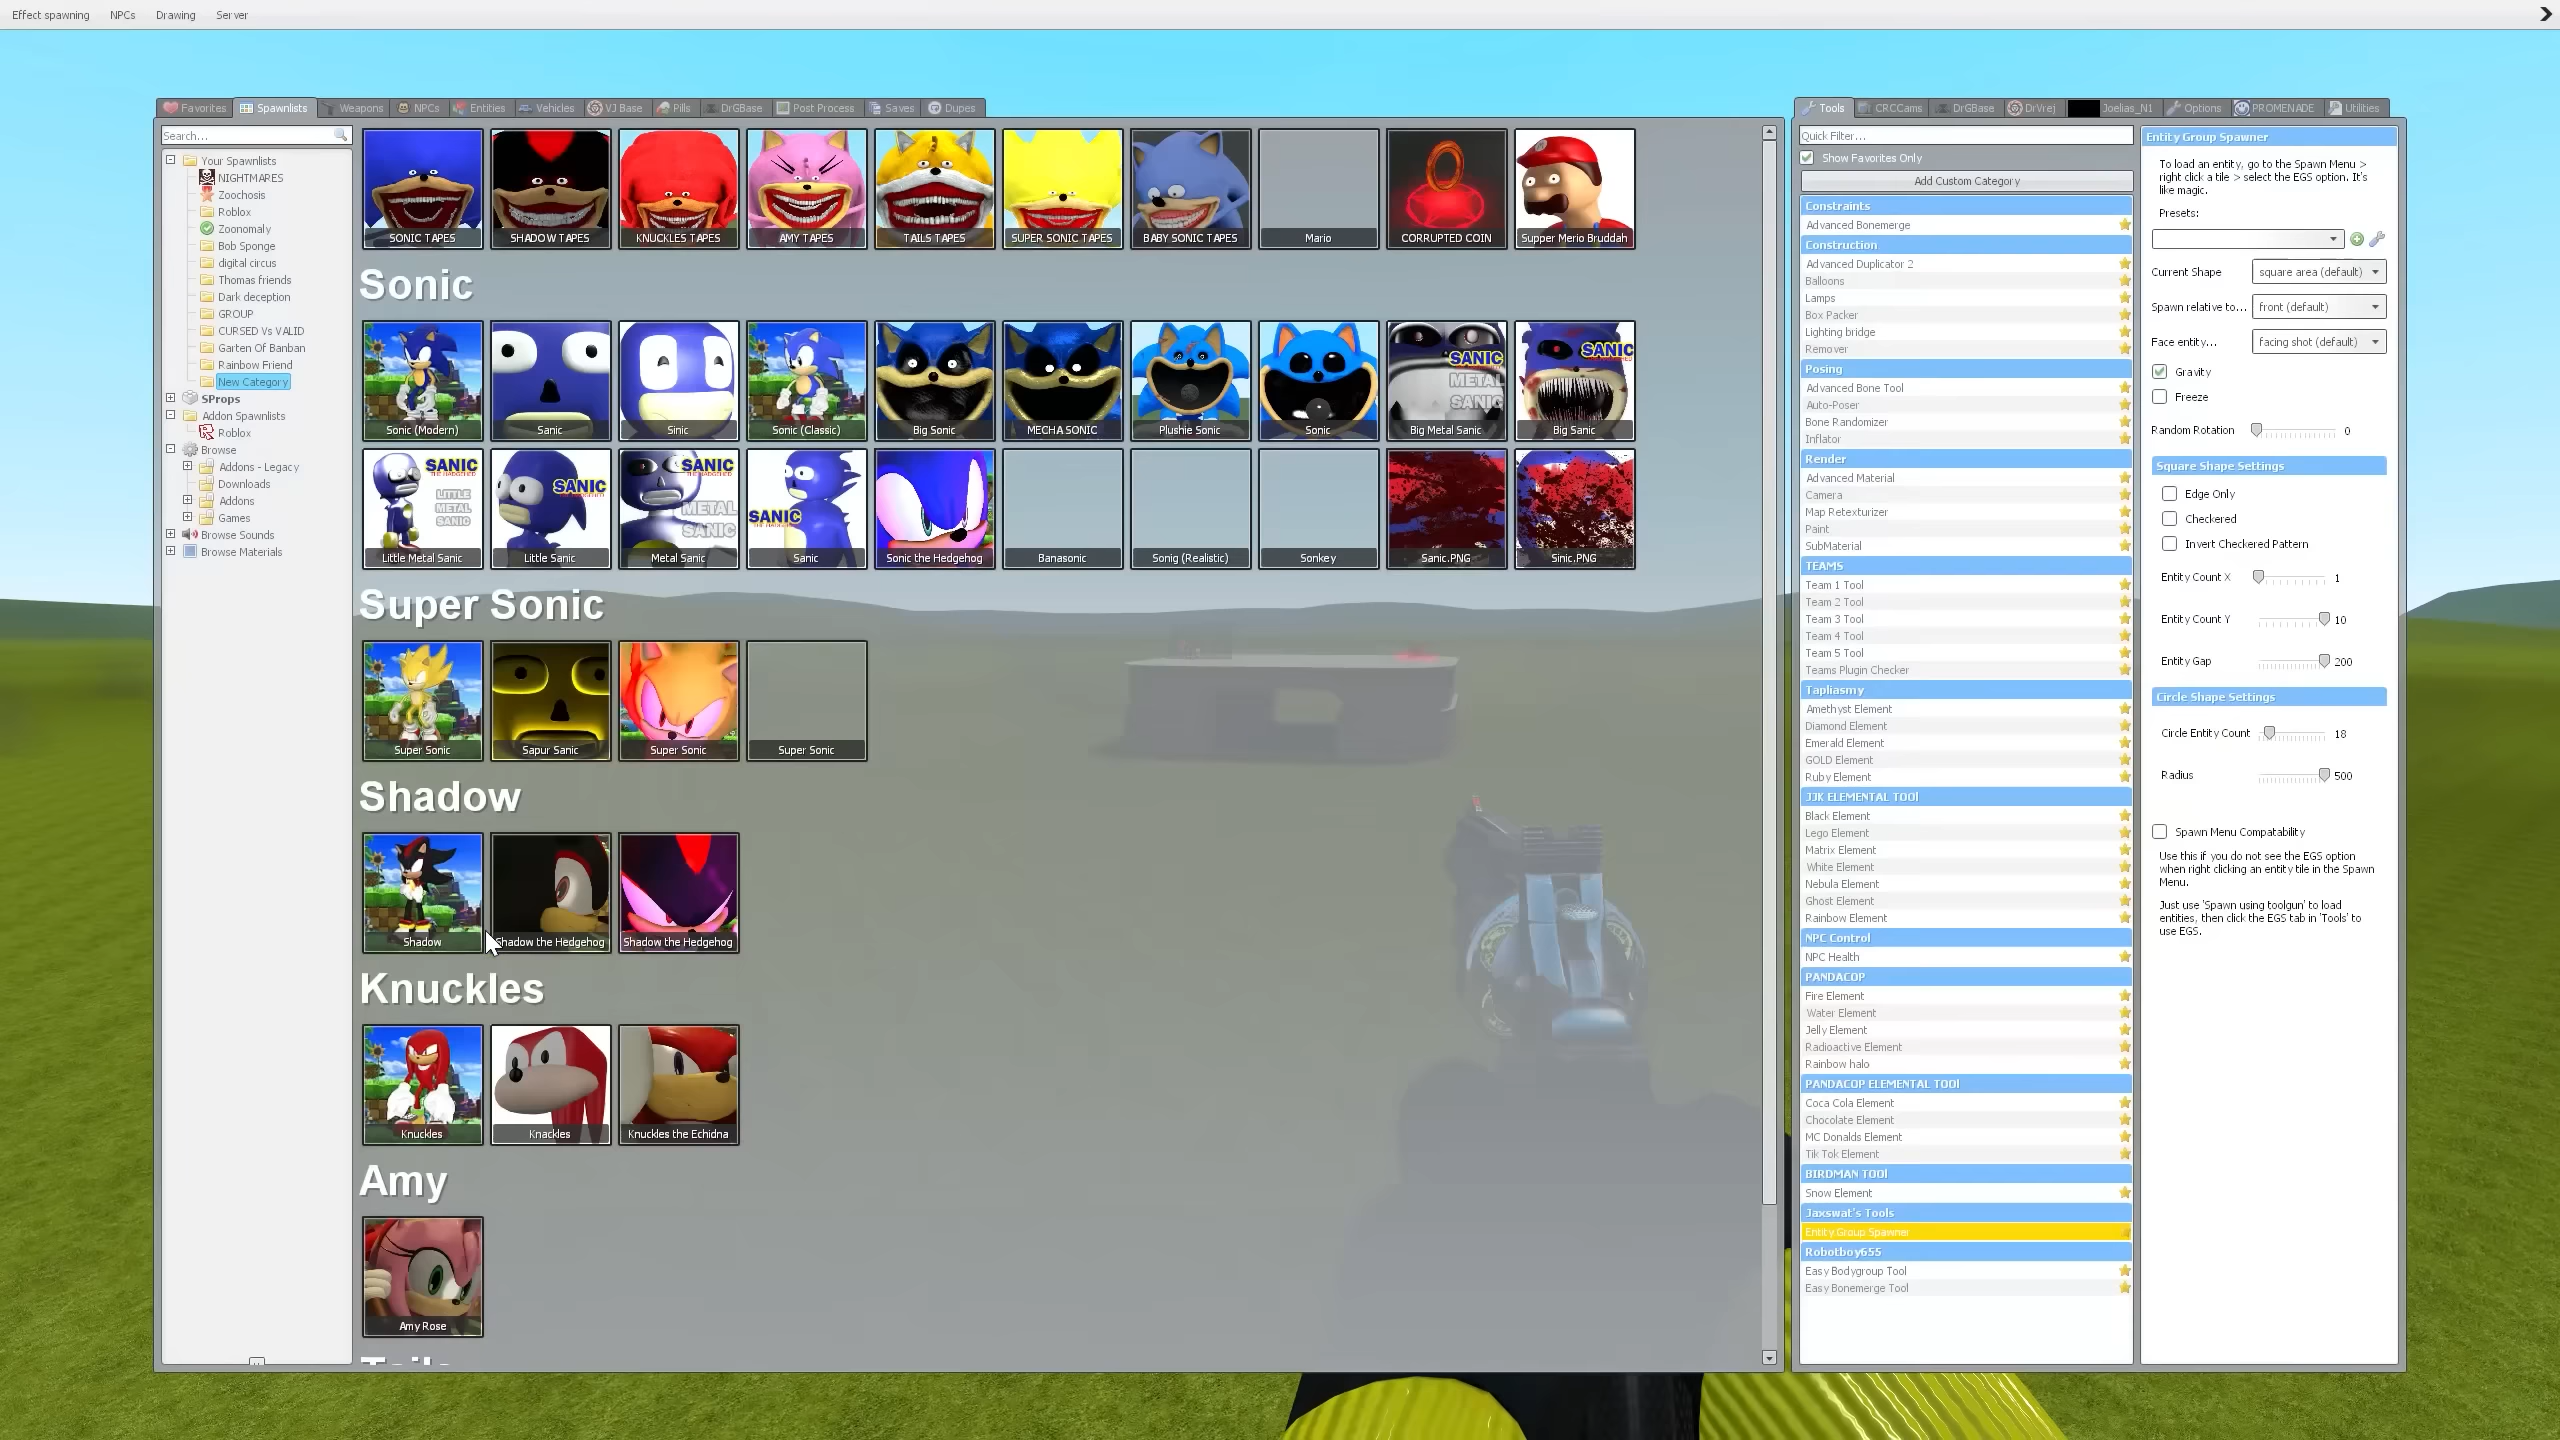 Effect spawning NPCs Drawing Server
Favorites Spawnlists Weapons NPCs Entities Vehicles VJ Base Pills DrGBase Post Process Saves Dupes
Search...
Your Spawnlists
NIGHTMARES
Zoochosis
Roblox
Zoonomaly
Bob Sponge
digital circus
Thomas friends
Dark deception
GROUP
CURSED Vs VALID
Garten Of Banban
Rainbow Friend
New Category
SProps
Addon Spawnlists
Roblox
Browse
Addons - Legacy
Downloads
Addons
Games
Browse Sounds
Browse Materials
SONIC TAPES SHADOW TAPES KNUCKLES TAPES AMY TAPES TAILS TAPES SUPER SONIC TAPES BABY SONIC TAPES Mario CORRUPTED COIN Supper Merio Bruddah
Sonic
SANIC METAL SANIC
SANIC
Sonic (Modern) Sanic Sinic Sonic (Classic) Big Sonic MECHA SONIC Plushie Sonic Sonic Big Metal Sanic Big Sanic
SANIC LITTLE METAL SANIC
SANIC
SANIC METAL SANIC
SANIC
Little Metal Sanic Little Sanic Metal Sanic Sanic Sonic the Hedgehog Banasonic Sonig (Realistic) Sonkey Sanic.PNG Sinic.PNG
Super Sonic
Super Sonic Sapur Sanic Super Sonic Super Sonic
Shadow
Shadow Shadow the Hedgehog Shadow the Hedgehog
Knuckles
Knuckles Knackles Knuckles the Echidna
Amy
Amy Rose
Tails
Tools CRCCams DrGBase DrVrej Joelias_N1 Options PROMENADE Utilities
Quick Filter...
Show Favorites Only
Add Custom Category
Constraints
Advanced Bonemerge
Construction
Advanced Duplicator 2
Balloons
Lamps
Box Packer
Lighting bridge
Remover
Posing
Advanced Bone Tool
Auto-Poser
Bone Randomizer
Inflator
Render
Advanced Material
Camera
Map Retexturizer
Paint
SubMaterial
TEAMS
Team 1 Tool
Team 2 Tool
Team 3 Tool
Team 4 Tool
Team 5 Tool
Teams Plugin Checker
Tapliasmy
Amethyst Element
Diamond Element
Emerald Element
GOLD Element
Ruby Element
JJK ELEMENTAL TOOl
Black Element
Lego Element
Matrix Element
White Element
Nebula Element
Ghost Element
Rainbow Element
NPC Control
NPC Health
PANDACOP
Fire Element
Water Element
Jelly Element
Radioactive Element
Rainbow halo
PANDACOP ELEMENTAL TOOl
Coca Cola Element
Chocolate Element
MC Donalds Element
Tik Tok Element
BIRDMAN TOOl
Snow Element
Jaxswat's Tools
Entity Group Spawner
Robotboy655
Easy Bodygroup Tool
Easy Bonemerge Tool
Entity Group Spawner
To load an entity, go to the Spawn Menu >
right click a tile > select the EGS option. It's
like magic.
Presets:
Current Shape square area (default)
Spawn relative to... front (default)
Face entity... facing shot (default)
Gravity
Freeze
Random Rotation 0
Square Shape Settings
Edge Only
Checkered
Invert Checkered Pattern
Entity Count X 1
Entity Count Y 10
Entity Gap 200
Circle Shape Settings
Circle Entity Count 18
Radius 500
Spawn Menu Compatability
Use this if you do not see the EGS option
when right clicking an entity tile in the Spawn
Menu.
Just use 'Spawn using toolgun' to load
entities, then click the EGS tab in 'Tools' to
use EGS.